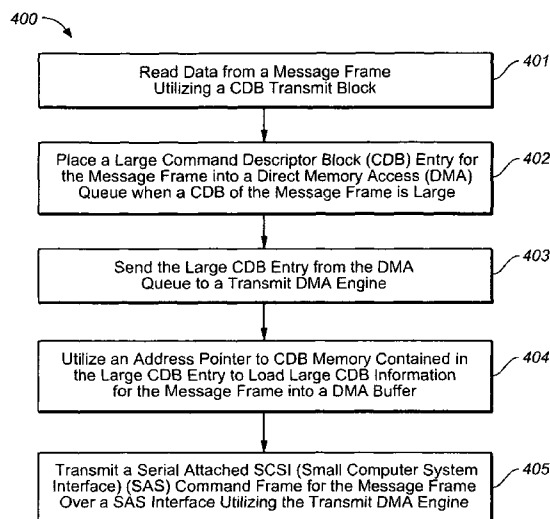 400
Read Data from a Message Frame
Utilizing a CDB Transmit Block
401
Place a Large Command Descriptor Block (CDB) Entry for
the Message Frame into a Direct Memory Access (DMA)
Queue when a CDB of the Message Frame is Large
402
Send the Large CDB Entry from the DMA
Queue to a Transmit DMA Engine
403
Utilize an Address Pointer to CDB Memory Contained in
the Large CDB Entry to Load Large CDB Information
for the Message Frame into a DMA Buffer
404
Transmit a Serial Attached SCSI (Small Computer System
Interface) (SAS) Command Frame for the Message Frame
Over a SAS Interface Utilizing the Transmit DMA Engine
405